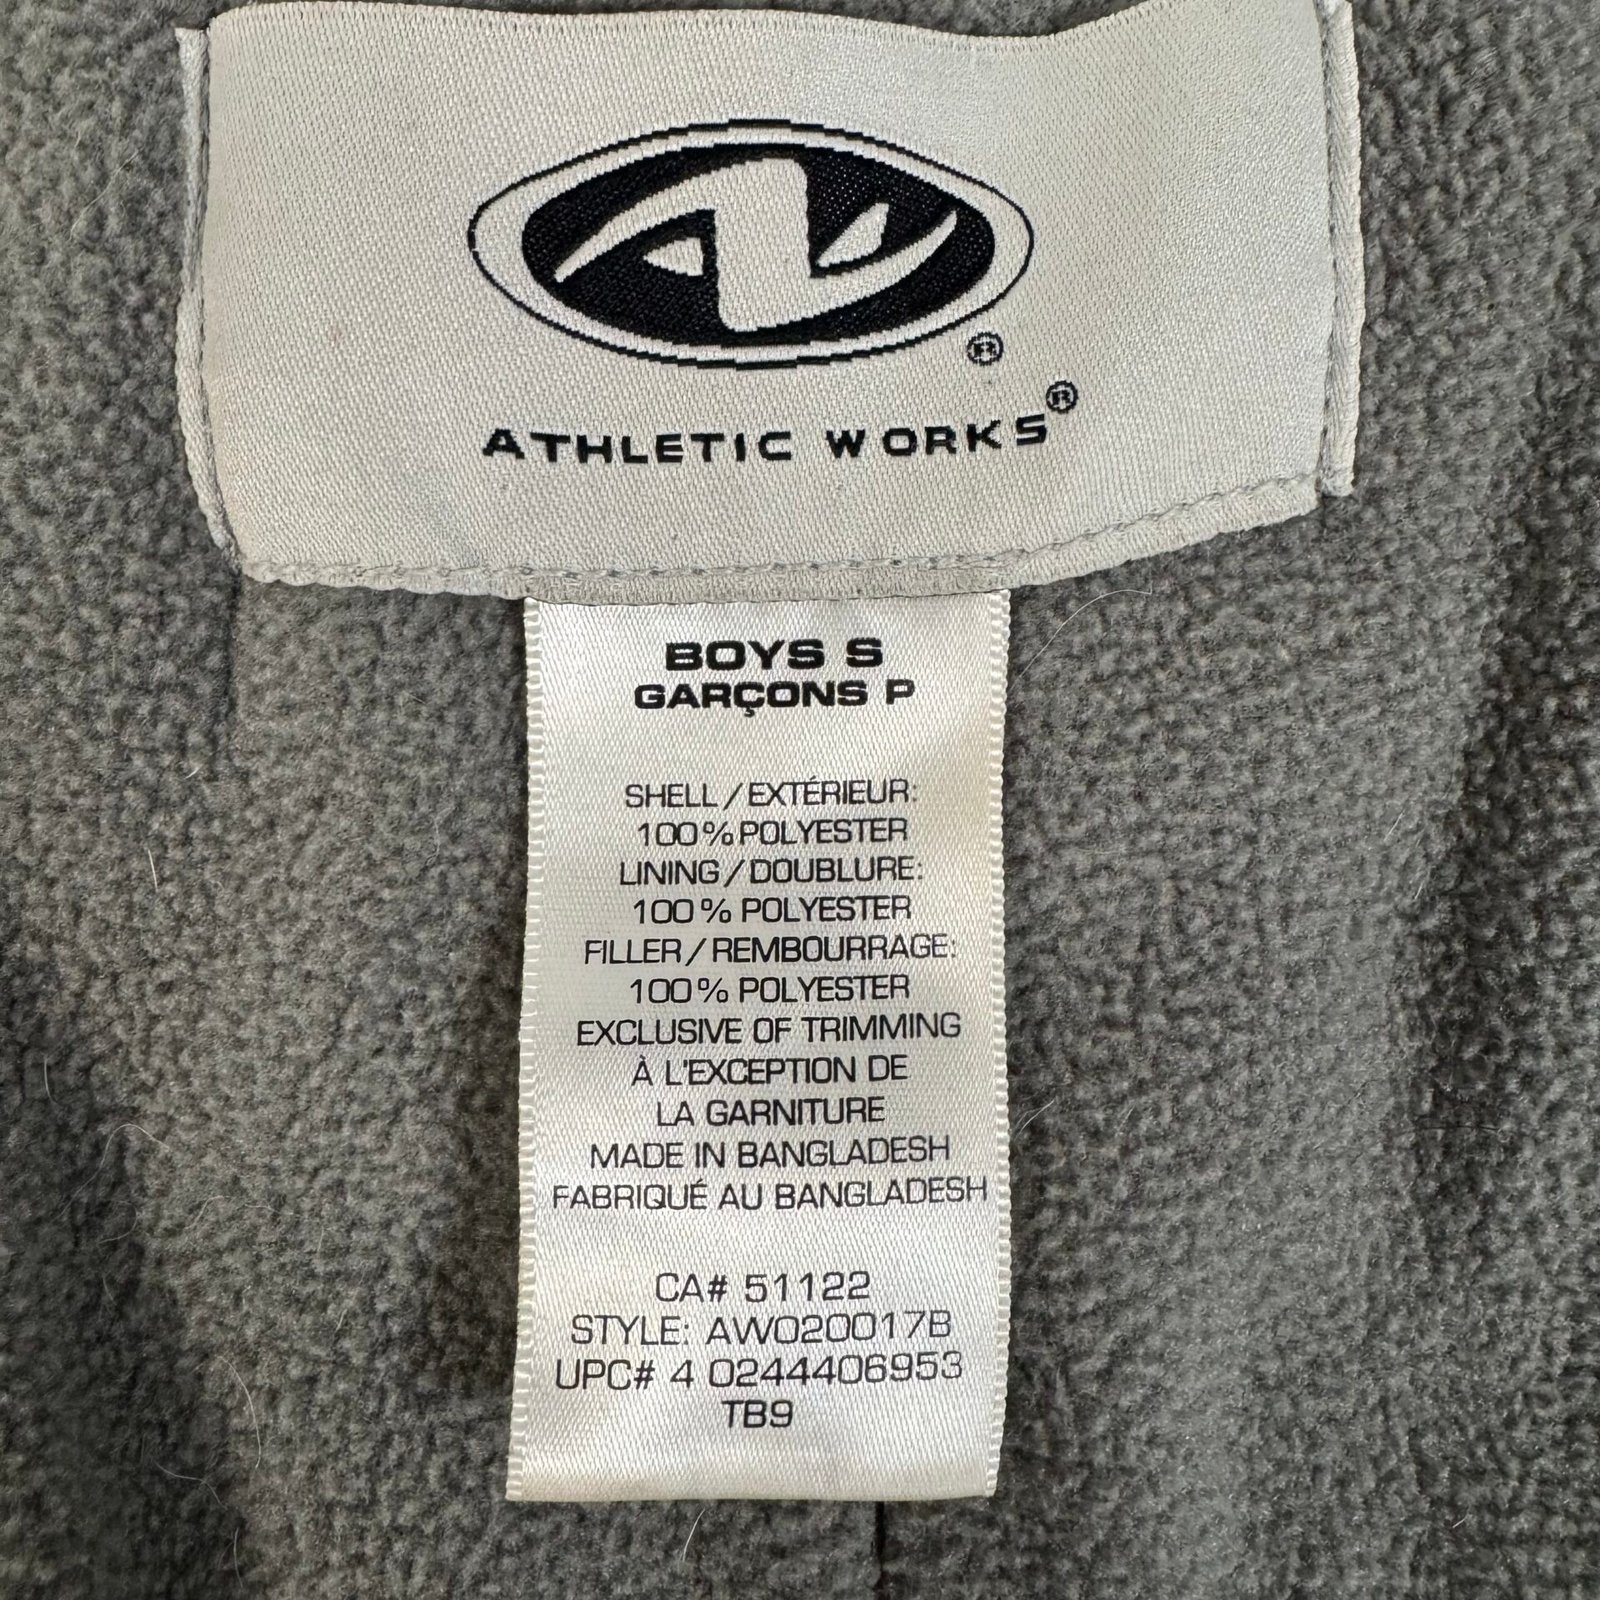 ®
ATHLETIC WORKS®
BOYS S
GARÇONS P
SHELL/EXTÉRIEUR:
100% POLYESTER
LINING/DOUBLURE:
100% POLYESTER
FILLER/REMBOURRAGE:
100% POLYESTER
EXCLUSIVE OF TRIMMING
À L'EXCEPTION DE
LA GARNITURE
MADE IN BANGLADESH
FABRIQUÉ AU BANGLADESH
CA# 51122
STYLE: AW020017B
UPC# 4 0244406953
TB9